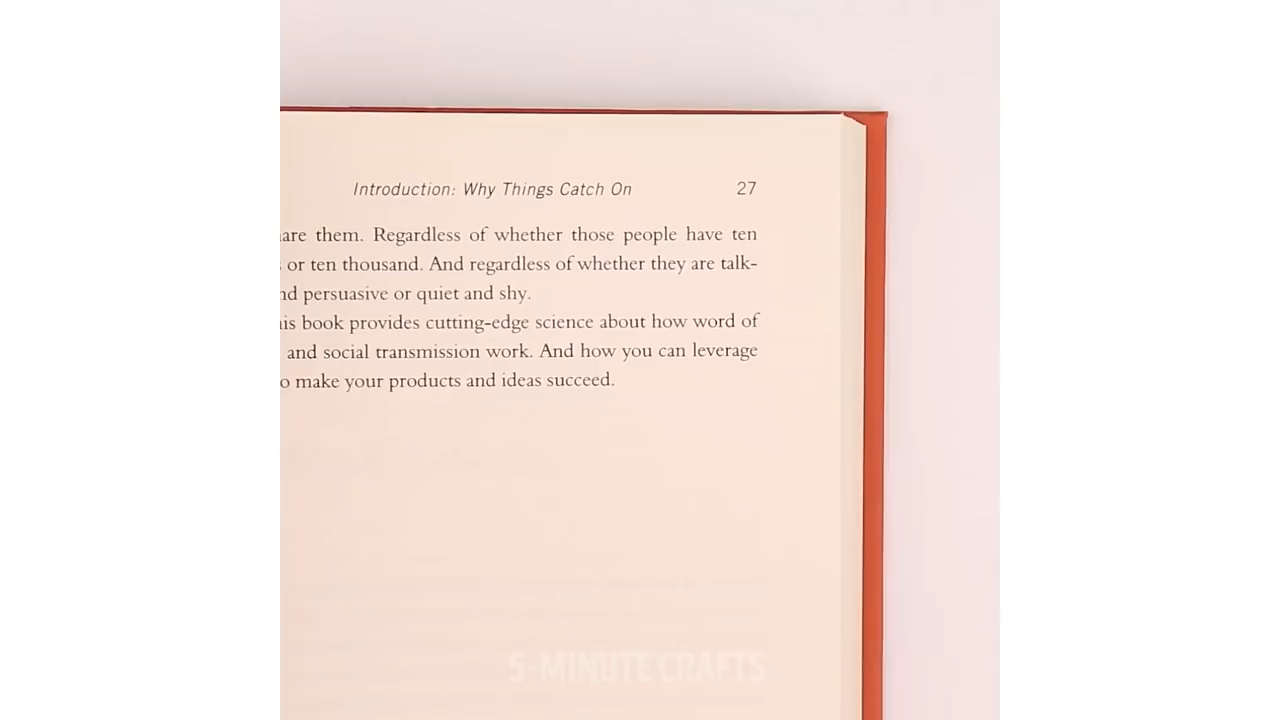 Introduction: Why Things Catch On 27
are them. Regardless of whether those people have ten
or ten thousand. And regardless of whether they are talk-
nd persuasive or quiet and shy.
is book provides cutting-edge science about how word of
and social transmission work. And how you can leverage
o make your products and ideas succeed.
5-MINUTE CRAFTS